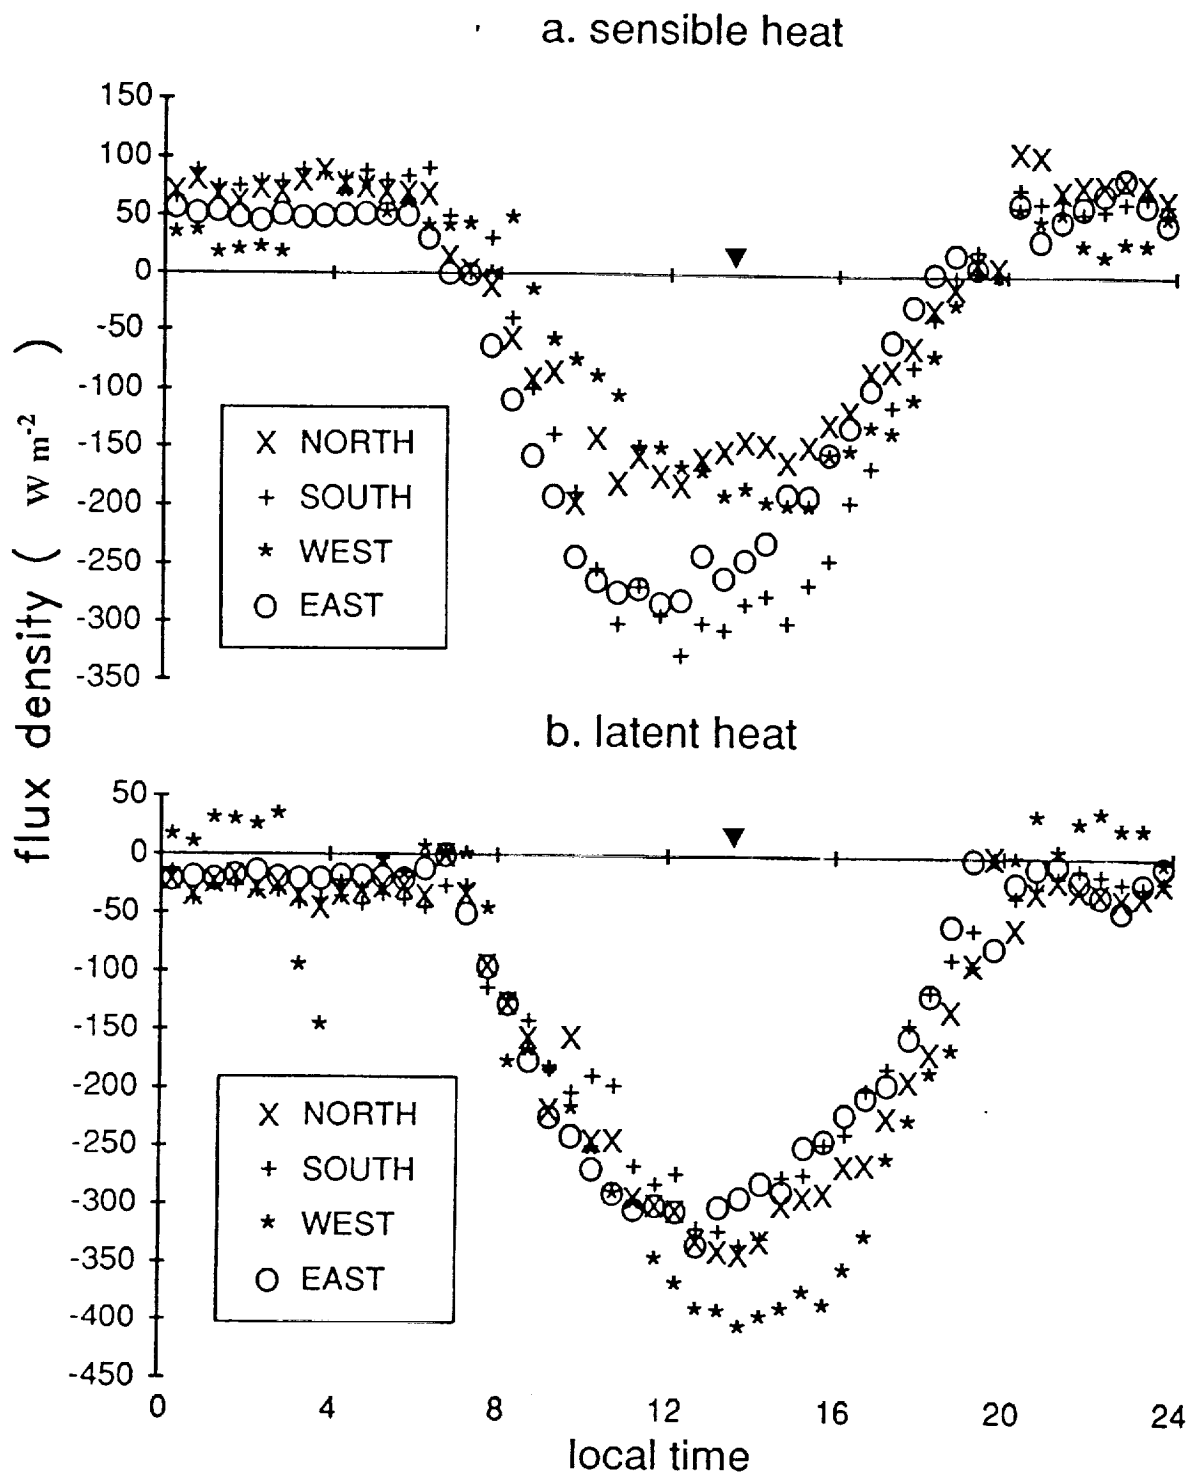 a. sensible heat
150
100
50
0
-50
-100
-150
-200
-250
-300
-350
X NORTH
+ SOUTH
* WEST
O EAST
flux density ( w m-2 )
b. latent heat
50
0
-50
-100
-150
-200
-250
-300
-350
-400
-450
X NORTH
+ SOUTH
* WEST
O EAST
0 4 8 12 16 20 24
local time